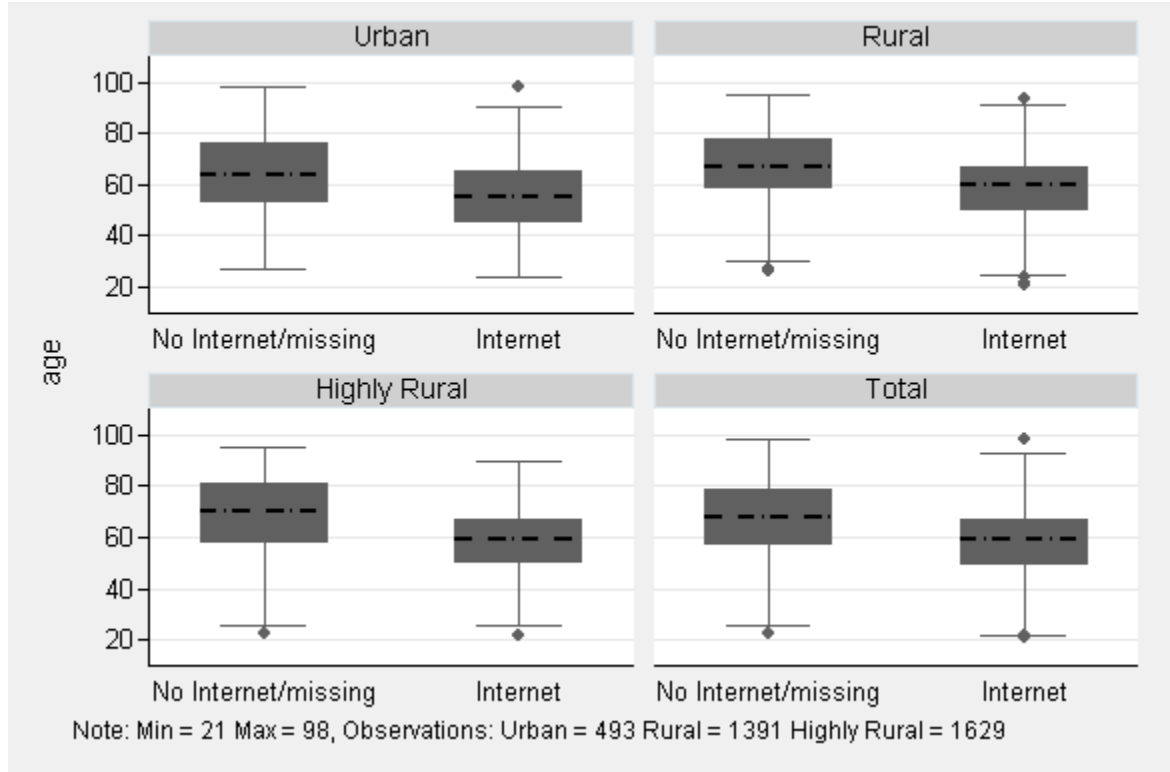 Urban
Rural
100
80
60
40
20
No Internet/missing
Internet
No Internet/missing
Internet
age
Highly Rural
Total
100
80
60
40
20
No Internet/missing
Internet
No Internet/missing
Internet
Note: Min = 21 Max = 98, Observations: Urban = 493 Rural = 1391 Highly Rural = 1629